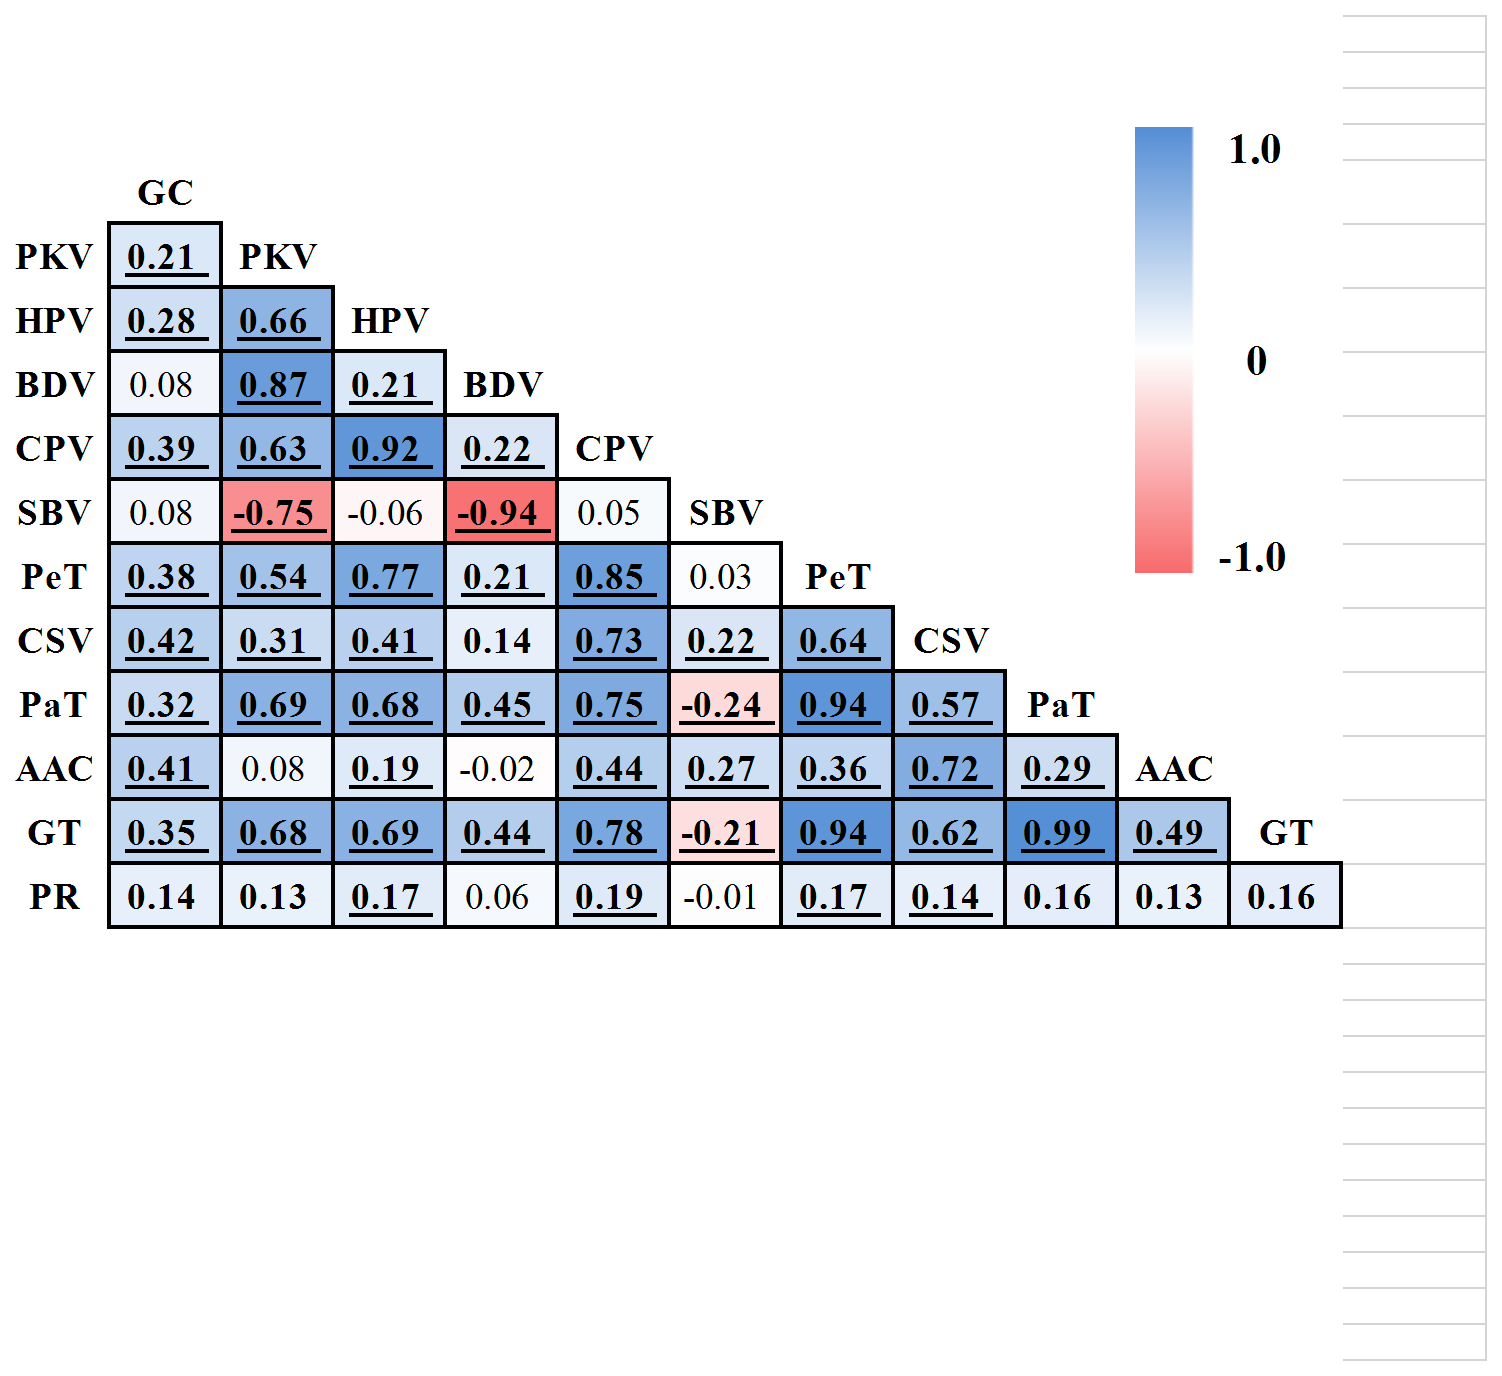 1.0
GC
PKV 0.21 PKV
HPV 0.28 0.66 HPV
0
BDV 0.08 0.87 0.21 BDV
CPV 0.39 0.63 0.92 0.22 CPV
SBV 0.08 -0.75 -0.06 -0.94 0.05 SBV
-1.0
PeT 0.38 0.54 0.77 0.21 0.85 0.03 PeT
CSV 0.42 0.31 0.41 0.14 0.73 0.22 0.64 CSV
PaT 0.32 0.69 0.68 0.45 0.75 -0.24 0.94 0.57 PaT
AAC 0.41 0.08 0.19 -0.02 0.44 0.27 0.36 0.72 0.29 AAC
GT 0.35 0.68 0.69 0.44 0.78 -0.21 0.94 0.62 0.99 0.49 GT
PR 0.14 0.13 0.17 0.06 0.19 -0.01 0.17 0.14 0.16 0.13 0.16